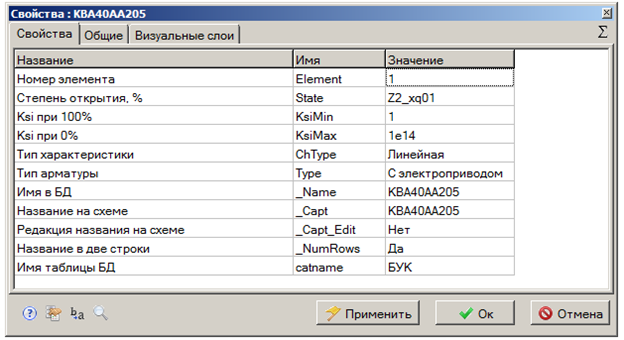 Свойства : KBA40AA205
Свойства Общие Визуальные слои Σ
Название Имя Значение
Номер элемента Element 1
Степень открытия, % State Z2_xq01
Ksi при 100% KsiMin 1
Ksi при 0% KsiMax 1e14
Тип характеристики ChType Линейная
Тип арматуры Type С электроприводом
Имя в БД _Name KBA40AA205
Название на схеме _Capt KBA40AA205
Редакция названия на схеме _Capt_Edit Нет
Название в две строки _NumRows Да
Имя таблицы БД catname БУК
Применить Ок Отмена